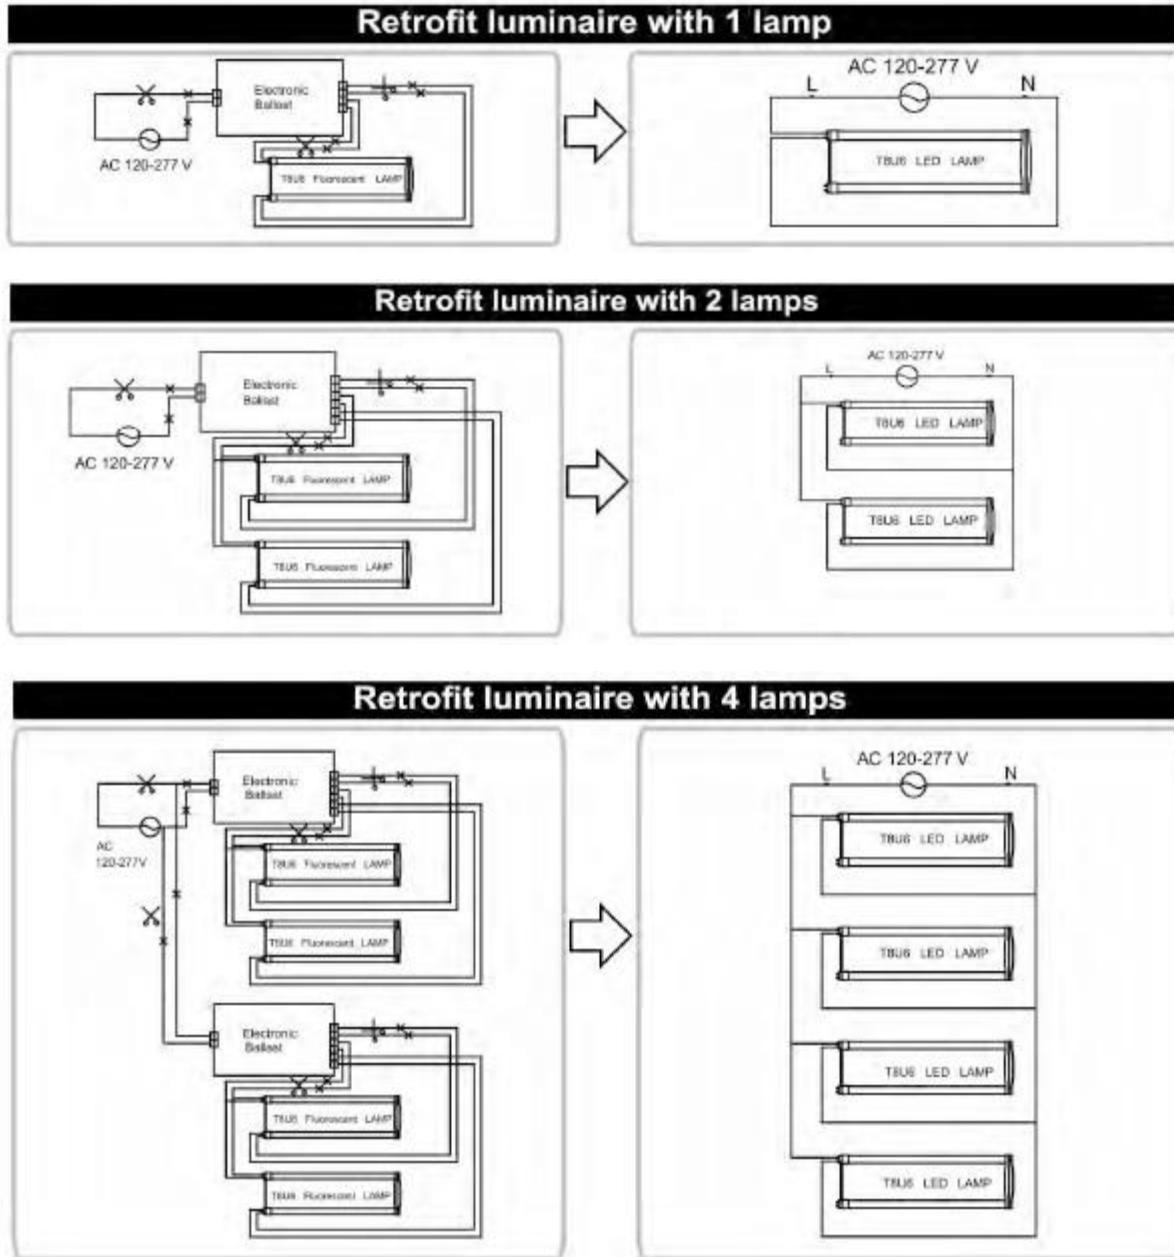 Retrofit luminaire with 1 lamp
Electronic
Ballast
AC 120-277 V
T8U6 Fluorescent LAMP
AC 120-277 V
L
N
T8U6 LED LAMP
Retrofit luminaire with 2 lamps
Electronic
Ballast
AC 120-277 V
T8U6 Fluorescent LAMP
T8U6 Fluorescent LAMP
AC 120-277 V
L
N
T8U6 LED LAMP
T8U6 LED LAMP
Retrofit luminaire with 4 lamps
Electronic
Ballast
AC
120-277V
T8U6 Fluorescent LAMP
T8U6 Fluorescent LAMP
Electronic
Ballast
T8U6 Fluorescent LAMP
T8U6 Fluorescent LAMP
AC 120-277 V
L
N
T8U6 LED LAMP
T8U6 LED LAMP
T8U6 LED LAMP
T8U6 LED LAMP